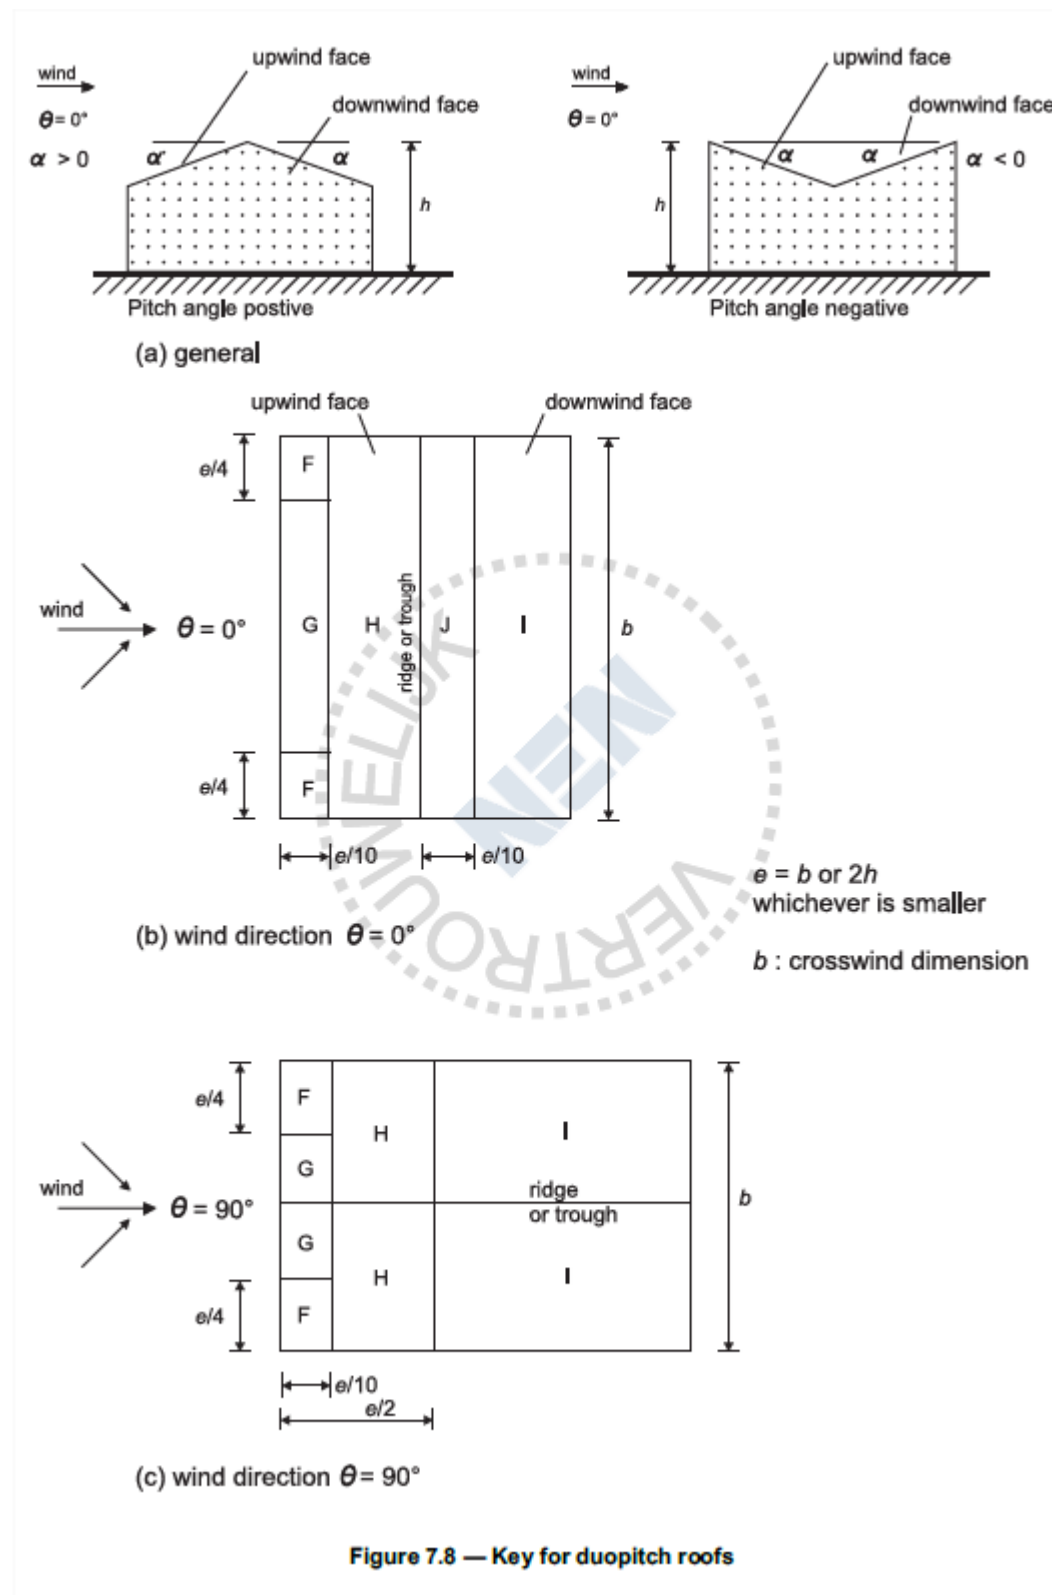 upwind face
wind
downwind face
θ = 0°
α > 0
α
α
h
Pitch angle postive
upwind face
wind
downwind face
θ = 0°
α
α
α < 0
h
Pitch angle negative
(a) general
upwind face
downwind face
e/4
F
wind
θ = 0°
G
H
ridge or trough
J
I
b
e/4
F
e/10
e/10
e = b or 2h
whichever is smaller
(b) wind direction θ = 0°
b : crosswind dimension
NEN
VERTROUWELIJK
e/4
F
H
I
G
wind
θ = 90°
ridge
or trough
b
G
H
I
e/4
F
e/10
e/2
(c) wind direction θ = 90°
Figure 7.8 — Key for duopitch roofs